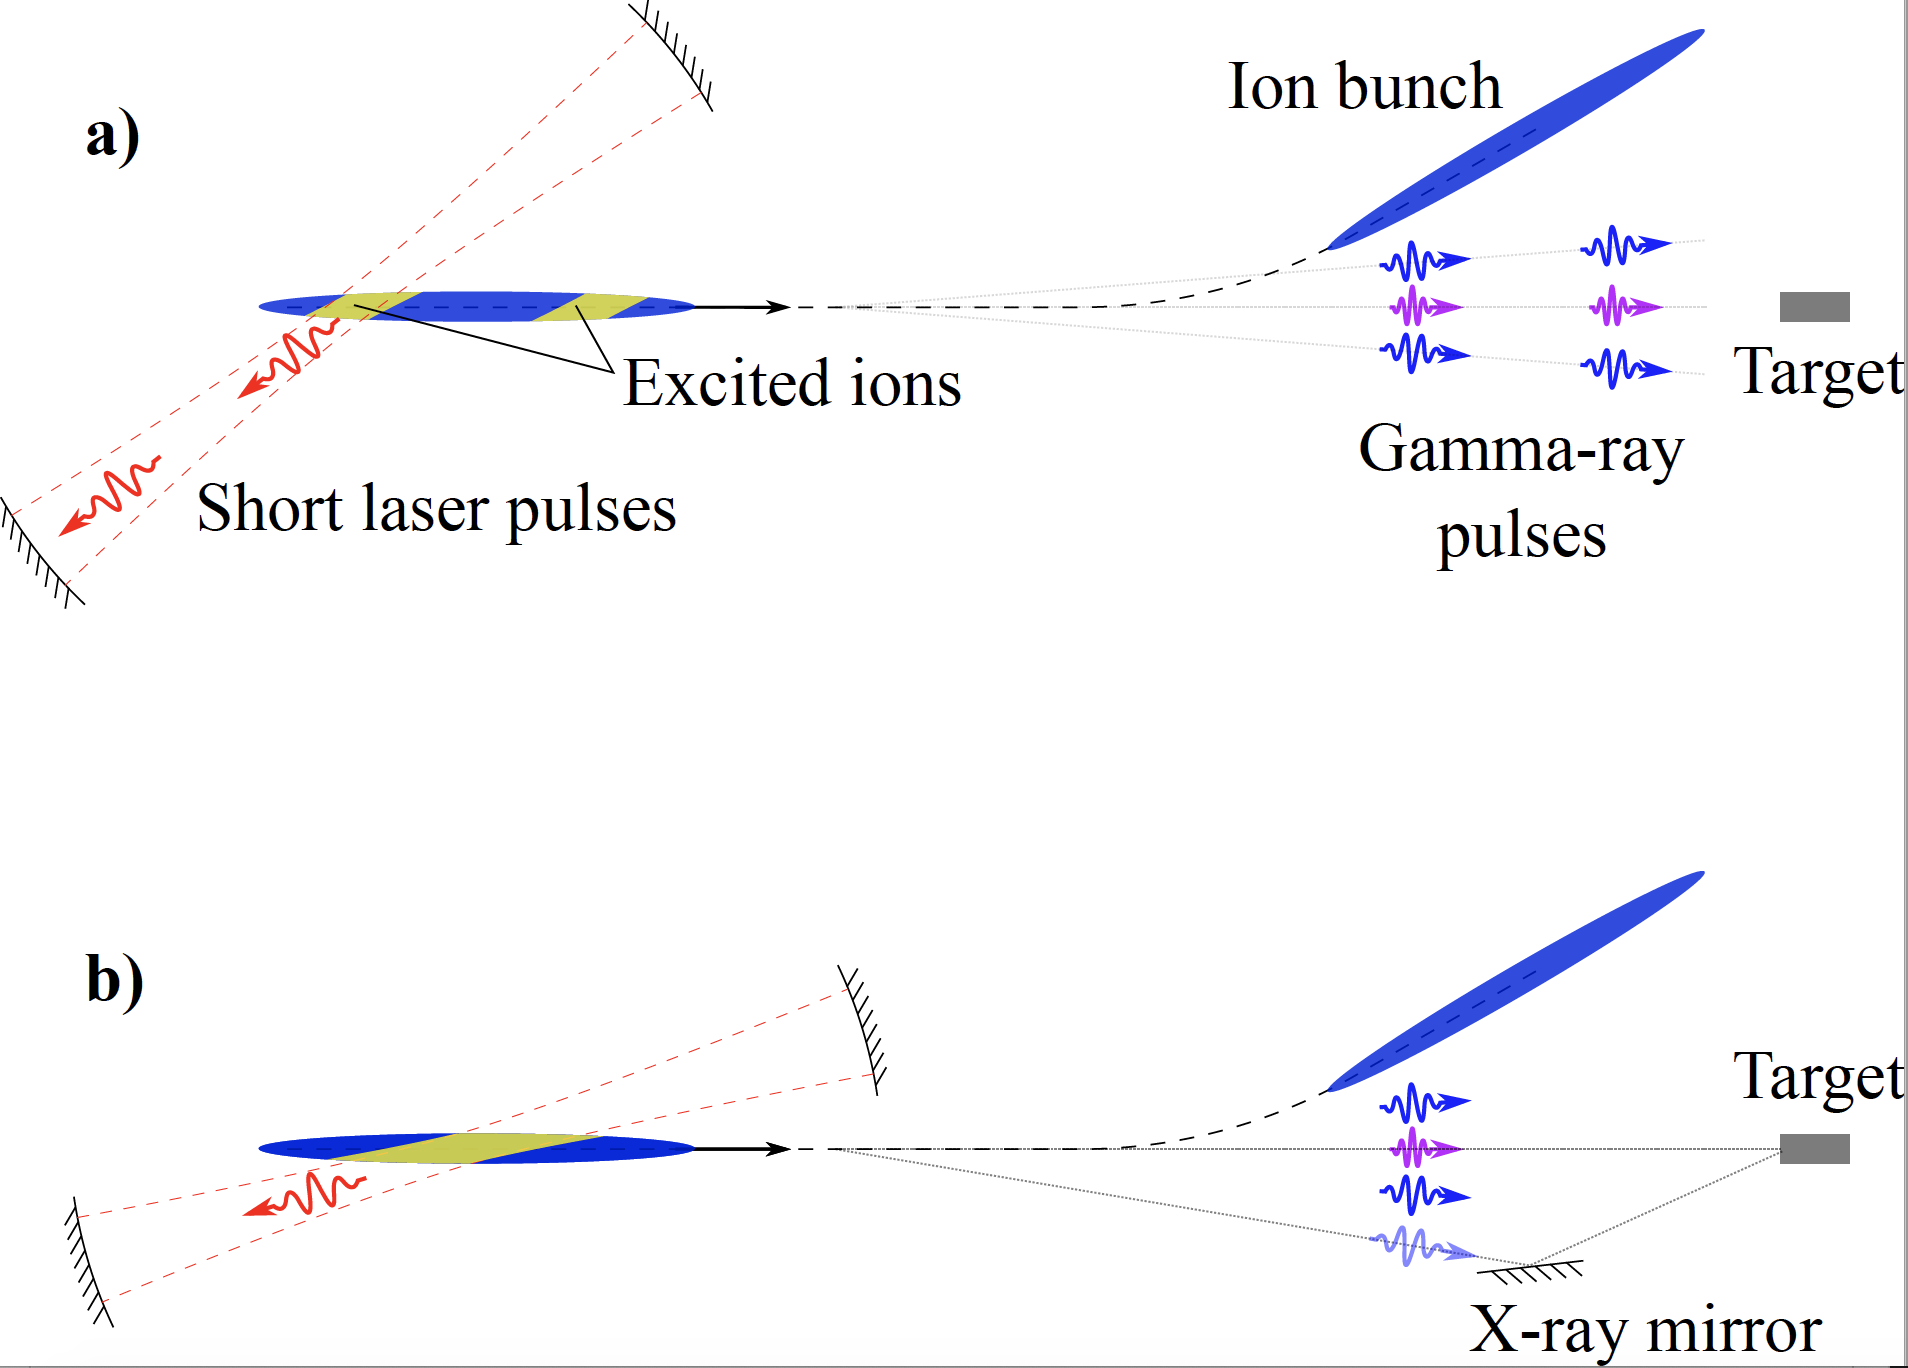 a)
Ion bunch
Excited ions
Target
Short laser pulses
Gamma-ray
pulses
b)
Target
X-ray mirror